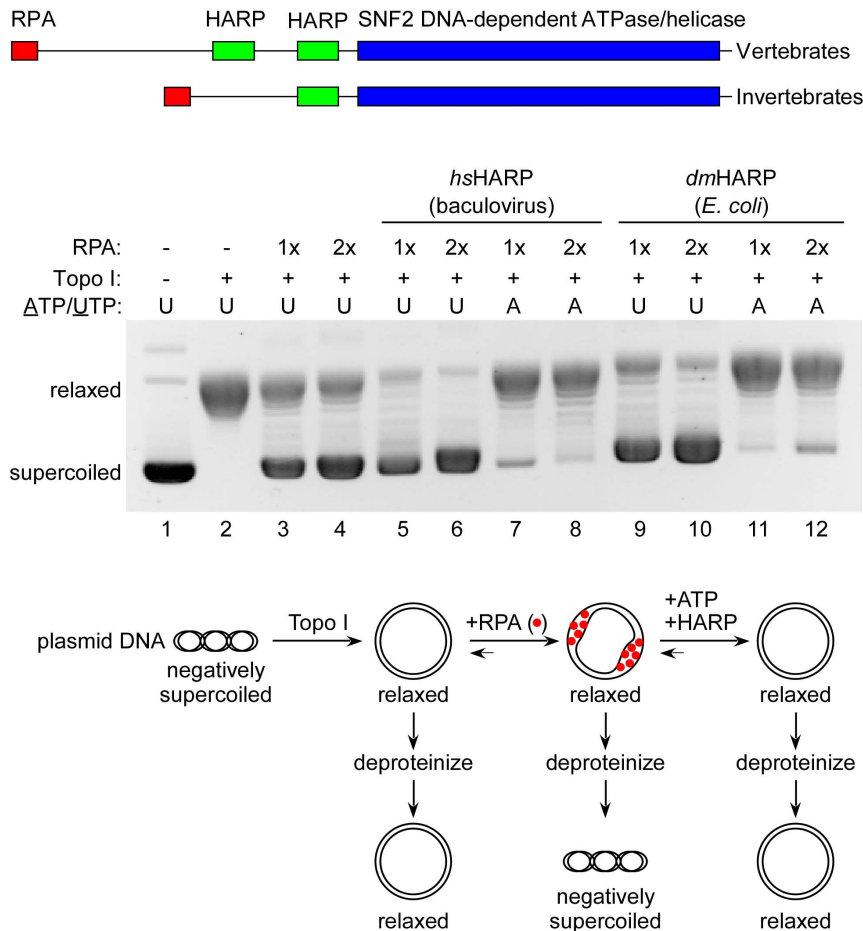 RPA HARP HARP SNF2 DNA-dependent ATPase/helicase
Vertebrates
Invertebrates
hsHARP dmHARP
(baculovirus) (E. coli)
RPA: - - 1x 2x 1x 2x 1x 2x 1x 2x 1x 2x
Topo I: - + + + + + + + + + + +
ATP/UTP: U U U U U U A A U U A A
relaxed
supercoiled
1 2 3 4 5 6 7 8 9 10 11 12
+ATP
Topo I +RPA (•) +HARP
plasmid DNA
negatively
supercoiled relaxed relaxed relaxed
deproteinize deproteinize deproteinize
negatively
relaxed supercoiled relaxed